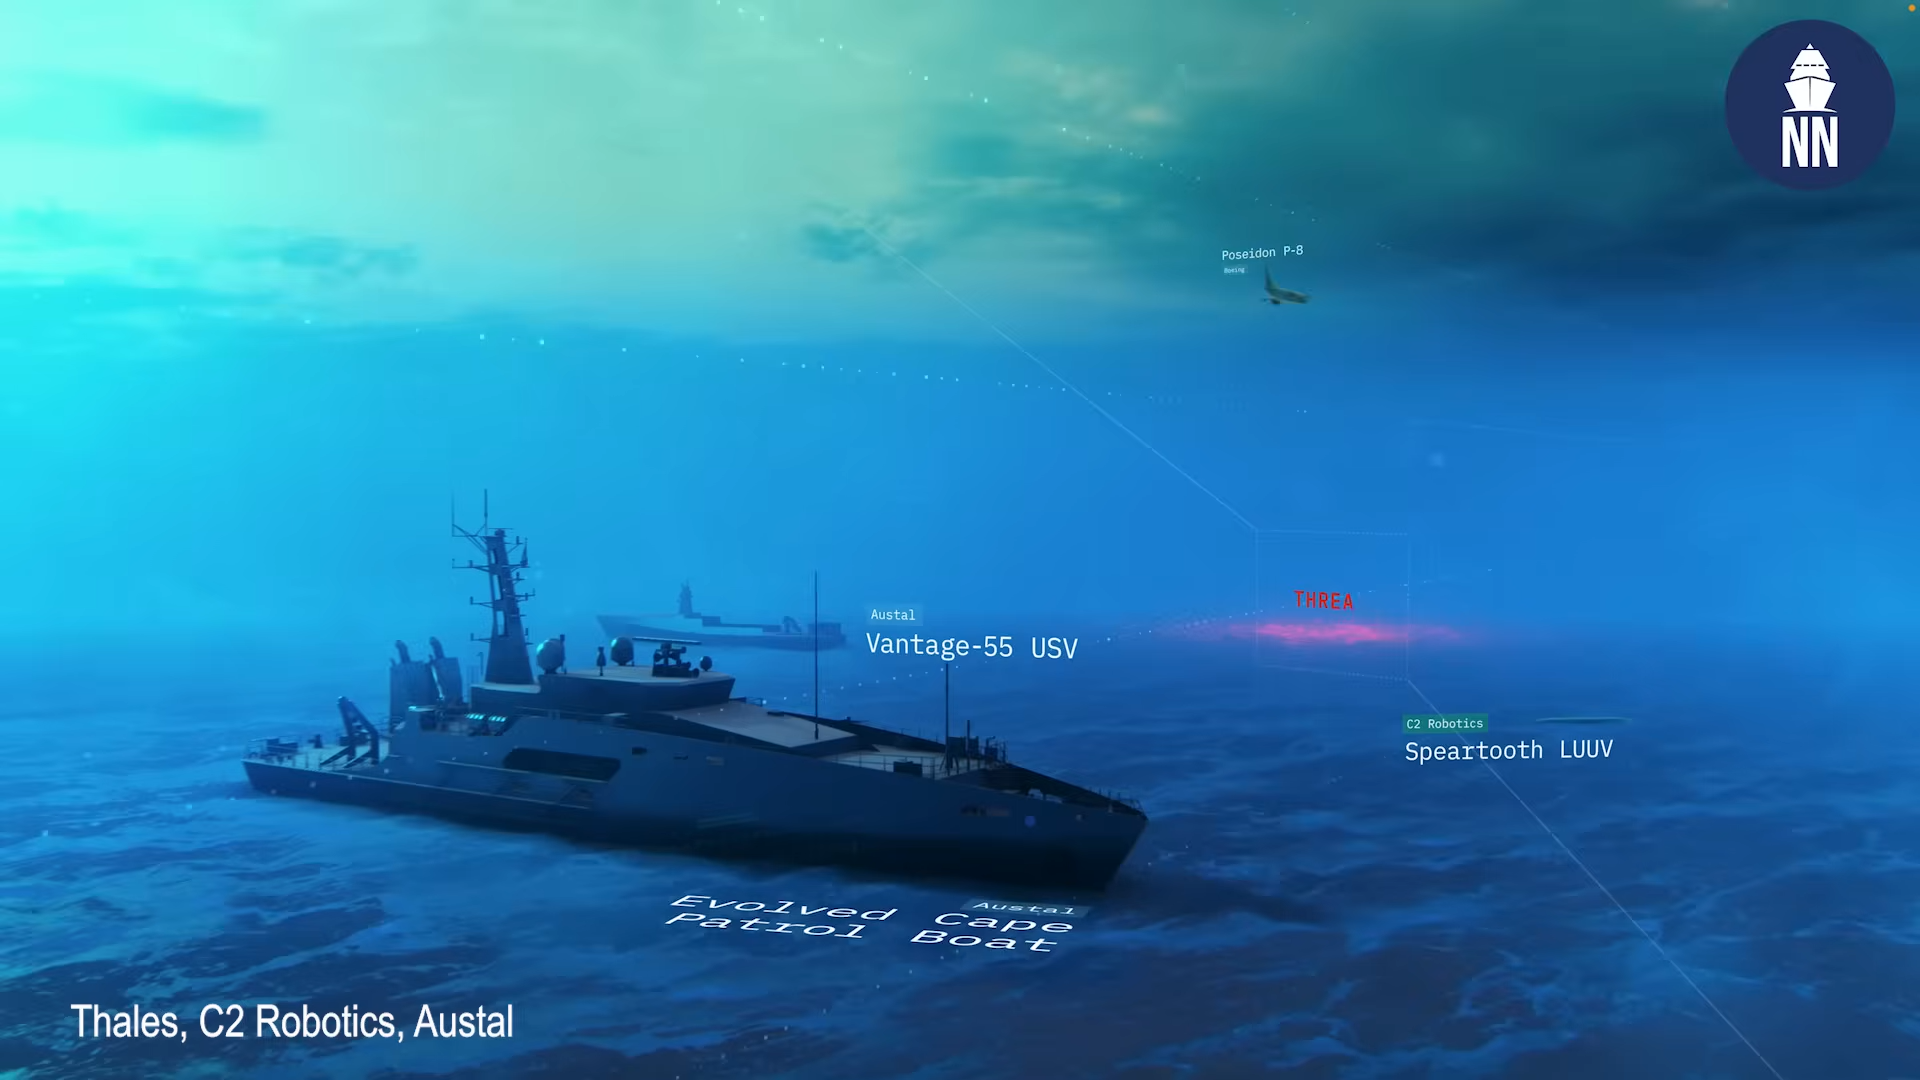 NN
Poseidon P-8
Boeing
THREA
Austal
Vantage-55 USV
C2 Robotics
Speartooth LUUV
Austal
Evolved Cape
Patrol Boat
Thales, C2 Robotics, Austal